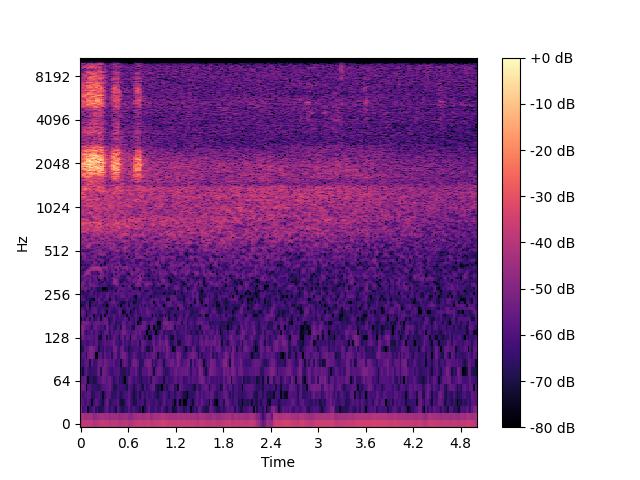 +0 dB
8192
-10 dB
4096
-20 dB
2048
-30 dB
1024
-40 dB
Hz
512
-50 dB
256
-60 dB
128
64
-70 dB
0
-80 dB
0 0.6 1.2 1.8 2.4 3 3.6 4.2 4.8
Time